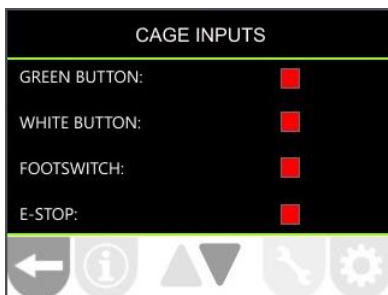 CAGE INPUTS
GREEN BUTTON:
WHITE BUTTON:
FOOTSWITCH:
E-STOP: